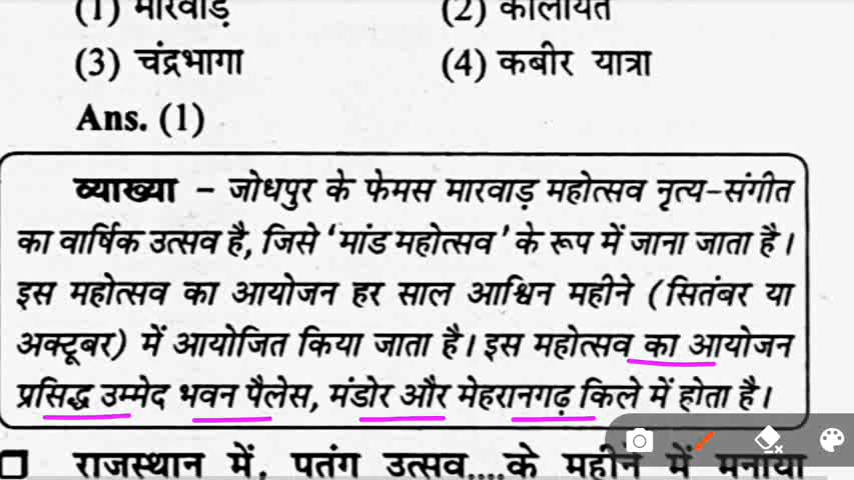 (1) मारवाड़ (2) कोलायत
(3) चंद्रभागा (4) कबीर यात्रा
Ans. (1)
व्याख्या – जोधपुर के फेमस मारवाड़ महोत्सव नृत्य-संगीत
का वार्षिक उत्सव है, जिसे 'मांड महोत्सव' के रूप में जाना जाता है।
इस महोत्सव का आयोजन हर साल आश्विन महीने (सितंबर या
अक्टूबर) में आयोजित किया जाता है। इस महोत्सव का आयोजन
प्रसिद्ध उम्मेद भवन पैलेस, मंडोर और मेहरानगढ़ किले में होता है।
राजस्थान में, पतंग उत्सव....के महीने में मनाया